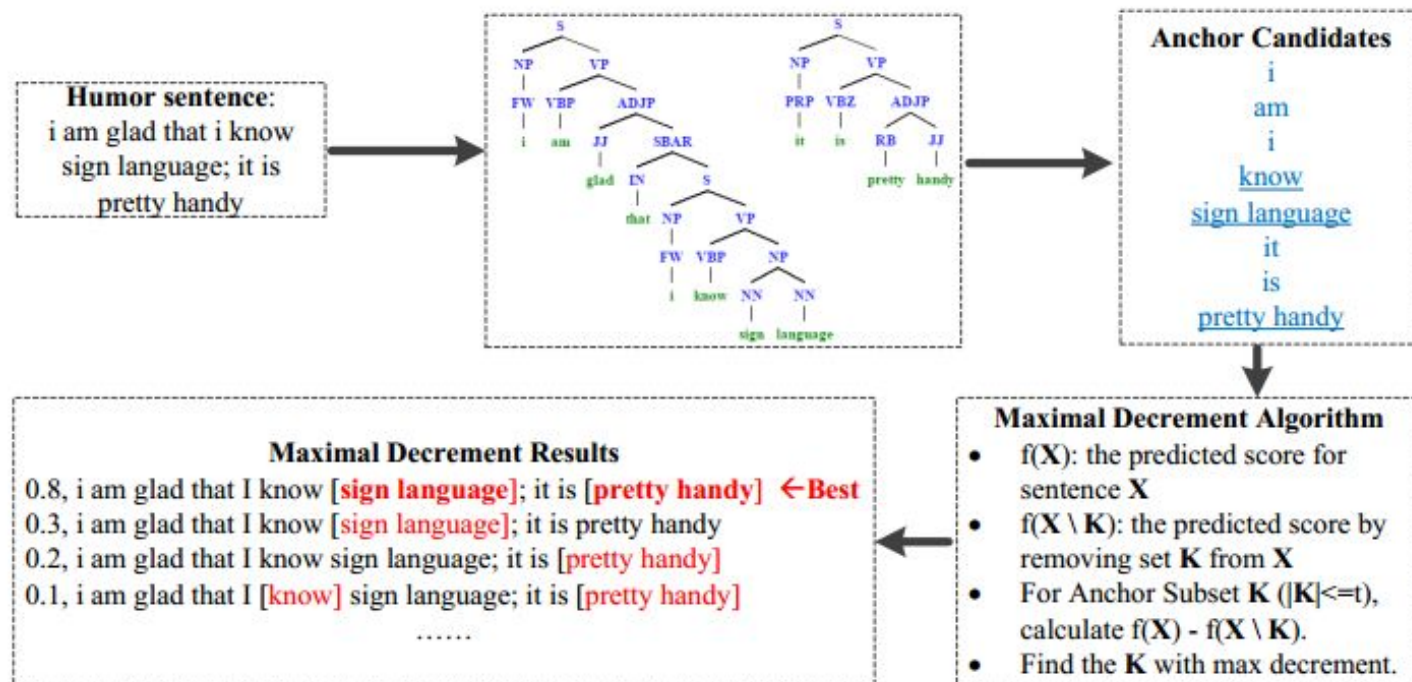 Humor sentence:
i am glad that i know
sign language; it is
pretty handy
S
NP VP
FW VBP ADJP
i am JJ SBAR
glad IN S
that NP VP
FW VBP NP
i know NN NN
sign language
S
NP VP
PRP VBZ ADJP
it is RB JJ
pretty handy
Anchor Candidates
i
am
i
know
sign language
it
is
pretty handy
Maximal Decrement Algorithm
• f(X): the predicted score for
sentence X
• f(X \ K): the predicted score by
removing set K from X
• For Anchor Subset K (|K|<=t),
calculate f(X) - f(X \ K).
• Find the K with max decrement.
Maximal Decrement Results
0.8, i am glad that I know [sign language]; it is [pretty handy] ←Best
0.3, i am glad that I know [sign language]; it is pretty handy
0.2, i am glad that I know sign language; it is [pretty handy]
0.1, i am glad that I [know] sign language; it is [pretty handy]
……